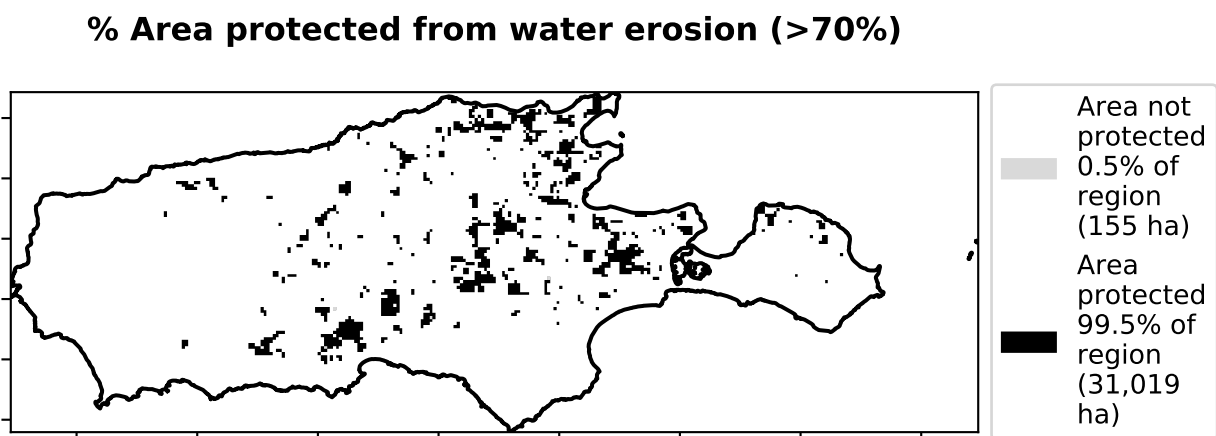 % Area protected from water erosion (>70%)
Area not
protected
0.5% of
region
(155 ha)
Area
protected
99.5% of
region
(31,019
ha)